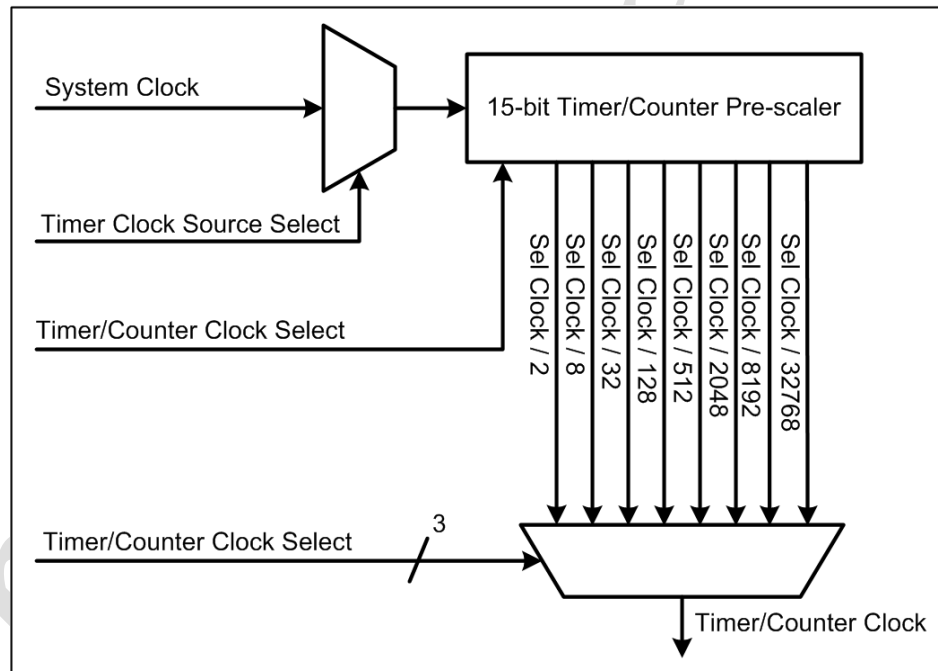 System Clock
15-bit Timer/Counter Pre-scaler
Timer Clock Source Select
Timer/Counter Clock Select
Sel Clock / 2
Sel Clock / 8
Sel Clock / 32
Sel Clock / 128
Sel Clock / 512
Sel Clock / 2048
Sel Clock / 8192
Sel Clock / 32768
Timer/Counter Clock Select
3
Timer/Counter Clock